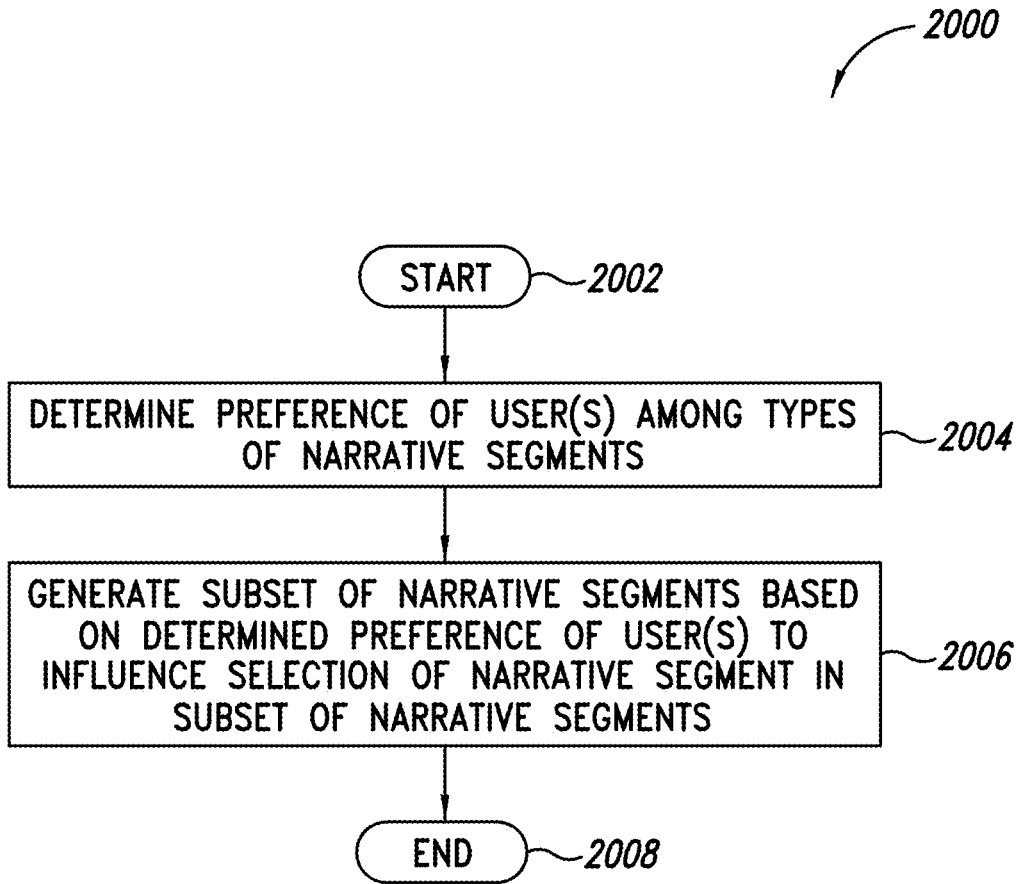 2000
START
2002
DETERMINE PREFERENCE OF USER(S) AMONG TYPES
OF NARRATIVE SEGMENTS
2004
GENERATE SUBSET OF NARRATIVE SEGMENTS BASED
ON DETERMINED PREFERENCE OF USER(S) TO
INFLUENCE SELECTION OF NARRATIVE SEGMENT IN
SUBSET OF NARRATIVE SEGMENTS
2006
END
2008